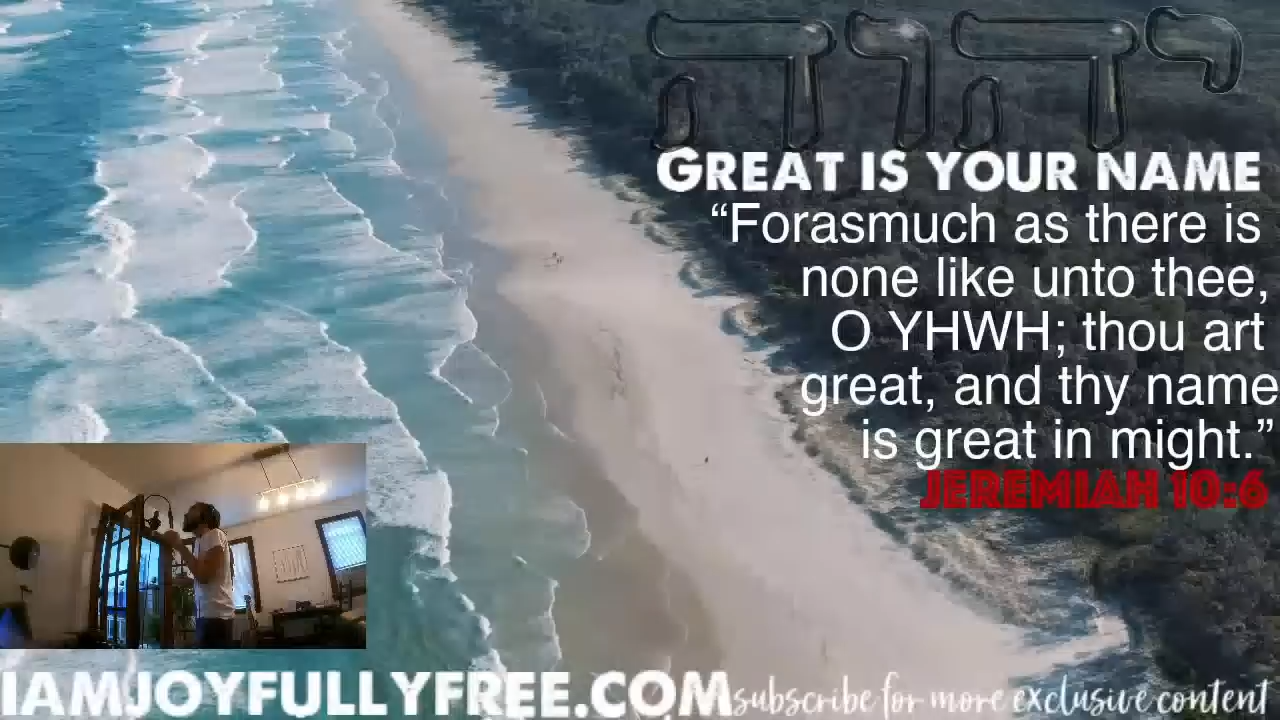 יהוה
GREAT IS YOUR NAME
“Forasmuch as there is
none like unto thee,
O YHWH; thou art
great, and thy name
is great in might.”
JEREMIAH 10:6
IAMJOYFULLYFREE.COM subscribe for more exclusive content